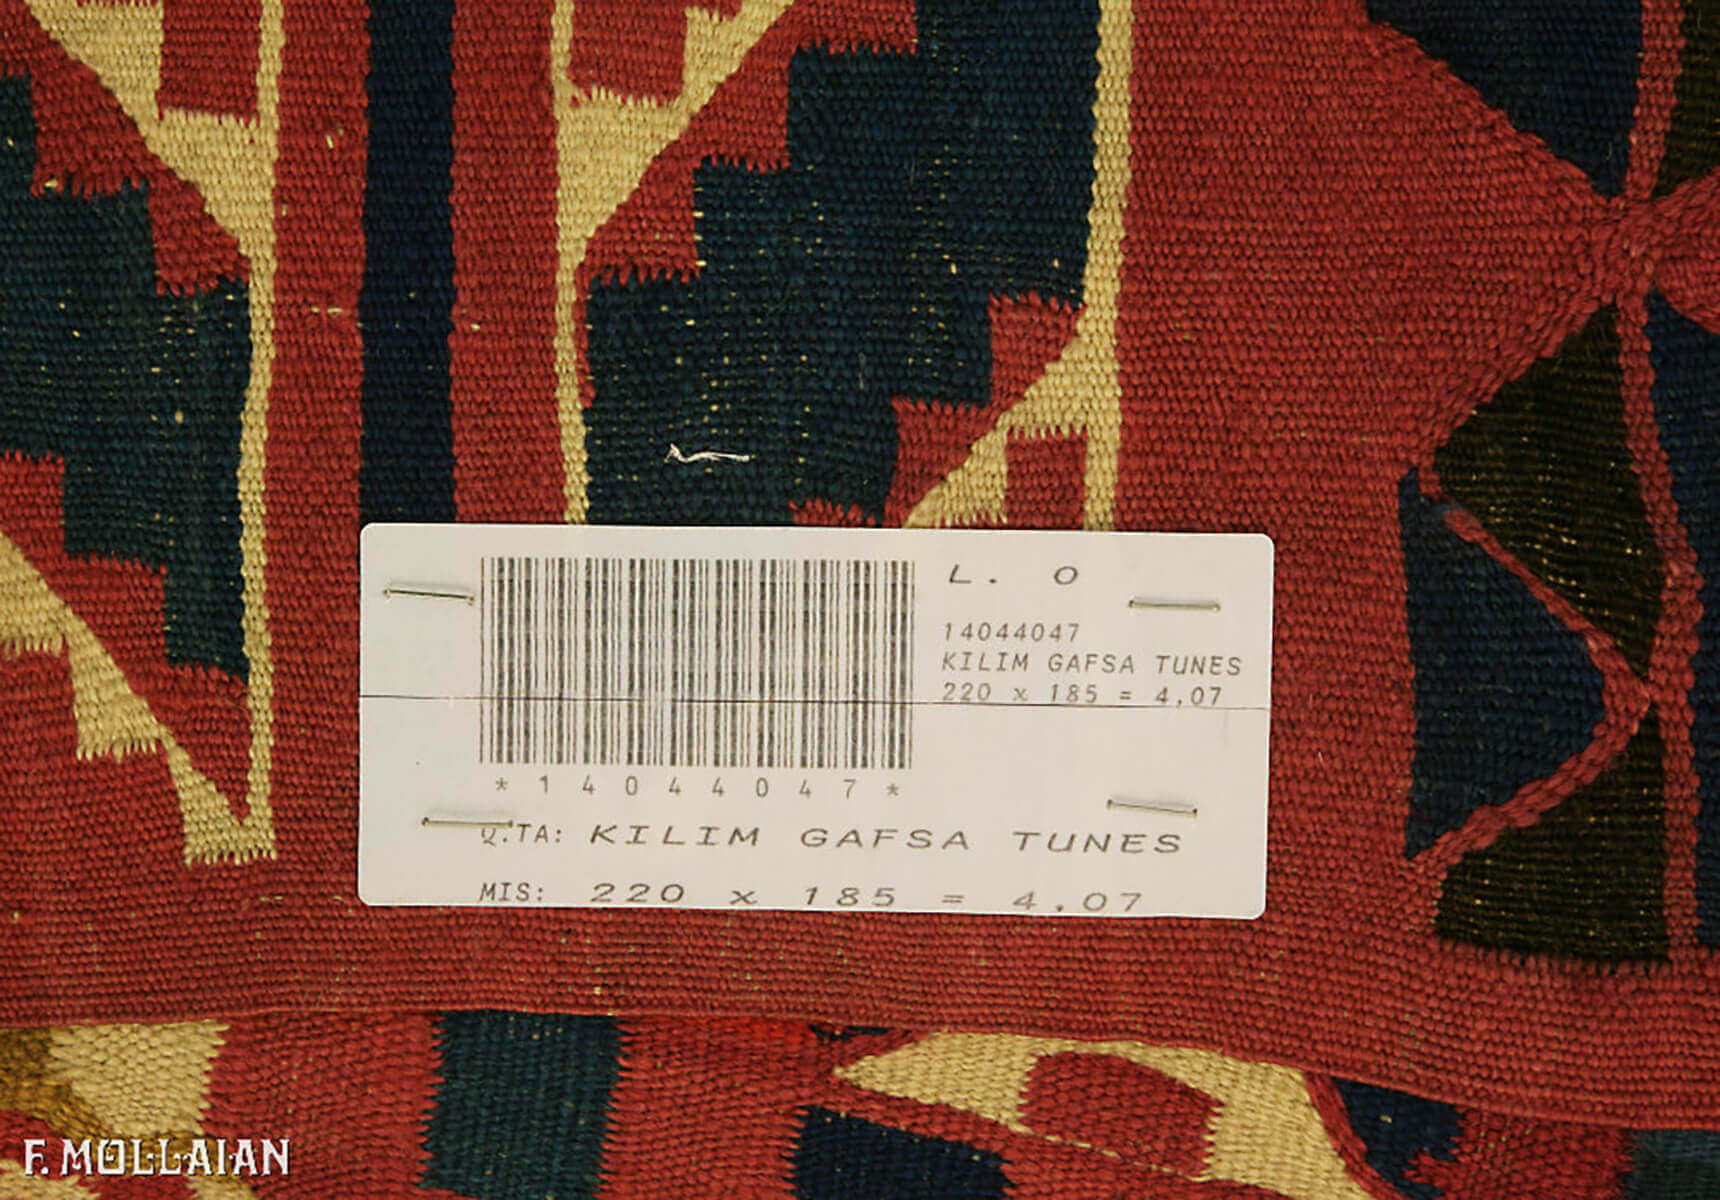 L. O
14044047
KILIM GAFSA TUNES
220 x 185 = 4,07
*14044047*
Q.TA: KILIM GAFSA TUNES
MIS: 220 x 185 = 4,07
F. MOLLAIAN